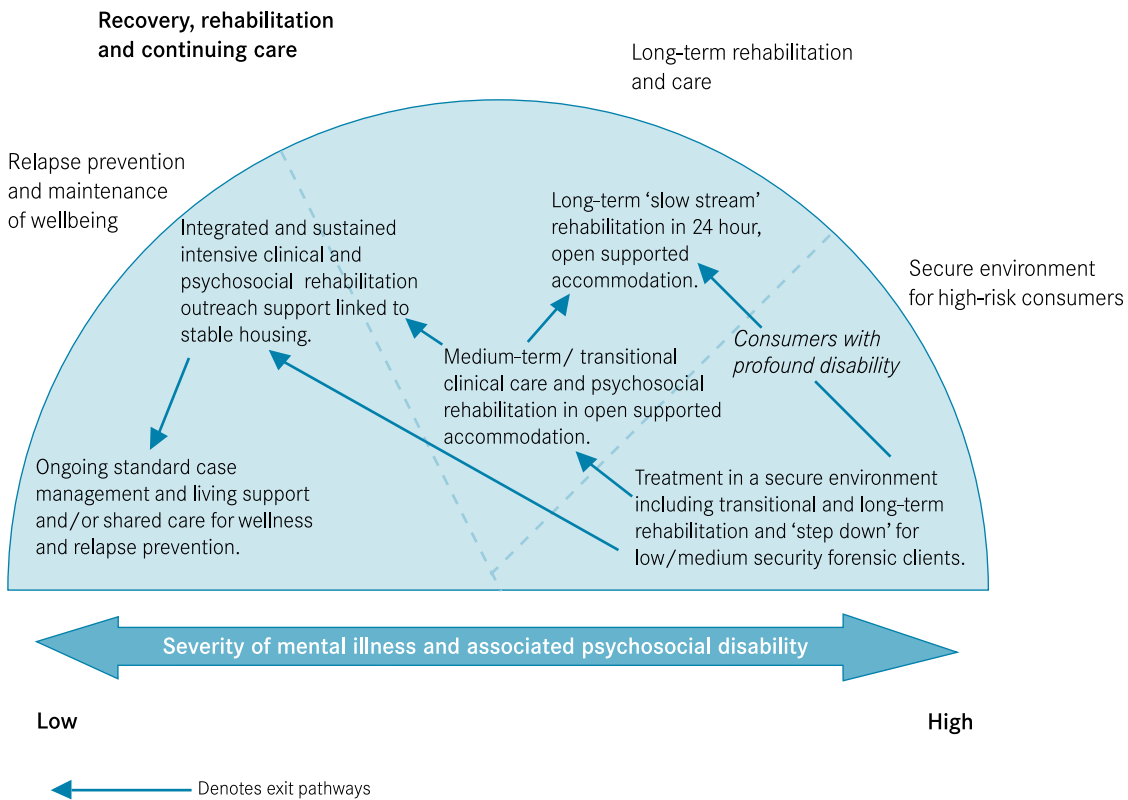 Recovery, rehabilitation
and continuing care
Long-term rehabilitation
and care
Relapse prevention
and maintenance
of wellbeing
Integrated and sustained
intensive clinical and
psychosocial rehabilitation
outreach support linked to
stable housing.
Long-term ‘slow stream’
rehabilitation in 24 hour,
open supported
accommodation.
Secure environment
for high-risk consumers
Consumers with
profound disability
Medium-term/ transitional
clinical care and psychosocial
rehabilitation in open supported
accommodation.
Ongoing standard case
management and living support
and/or shared care for wellness
and relapse prevention.
Treatment in a secure environment
including transitional and long-term
rehabilitation and ‘step down’ for
low/medium security forensic clients.
Severity of mental illness and associated psychosocial disability
Low
High
Denotes exit pathways